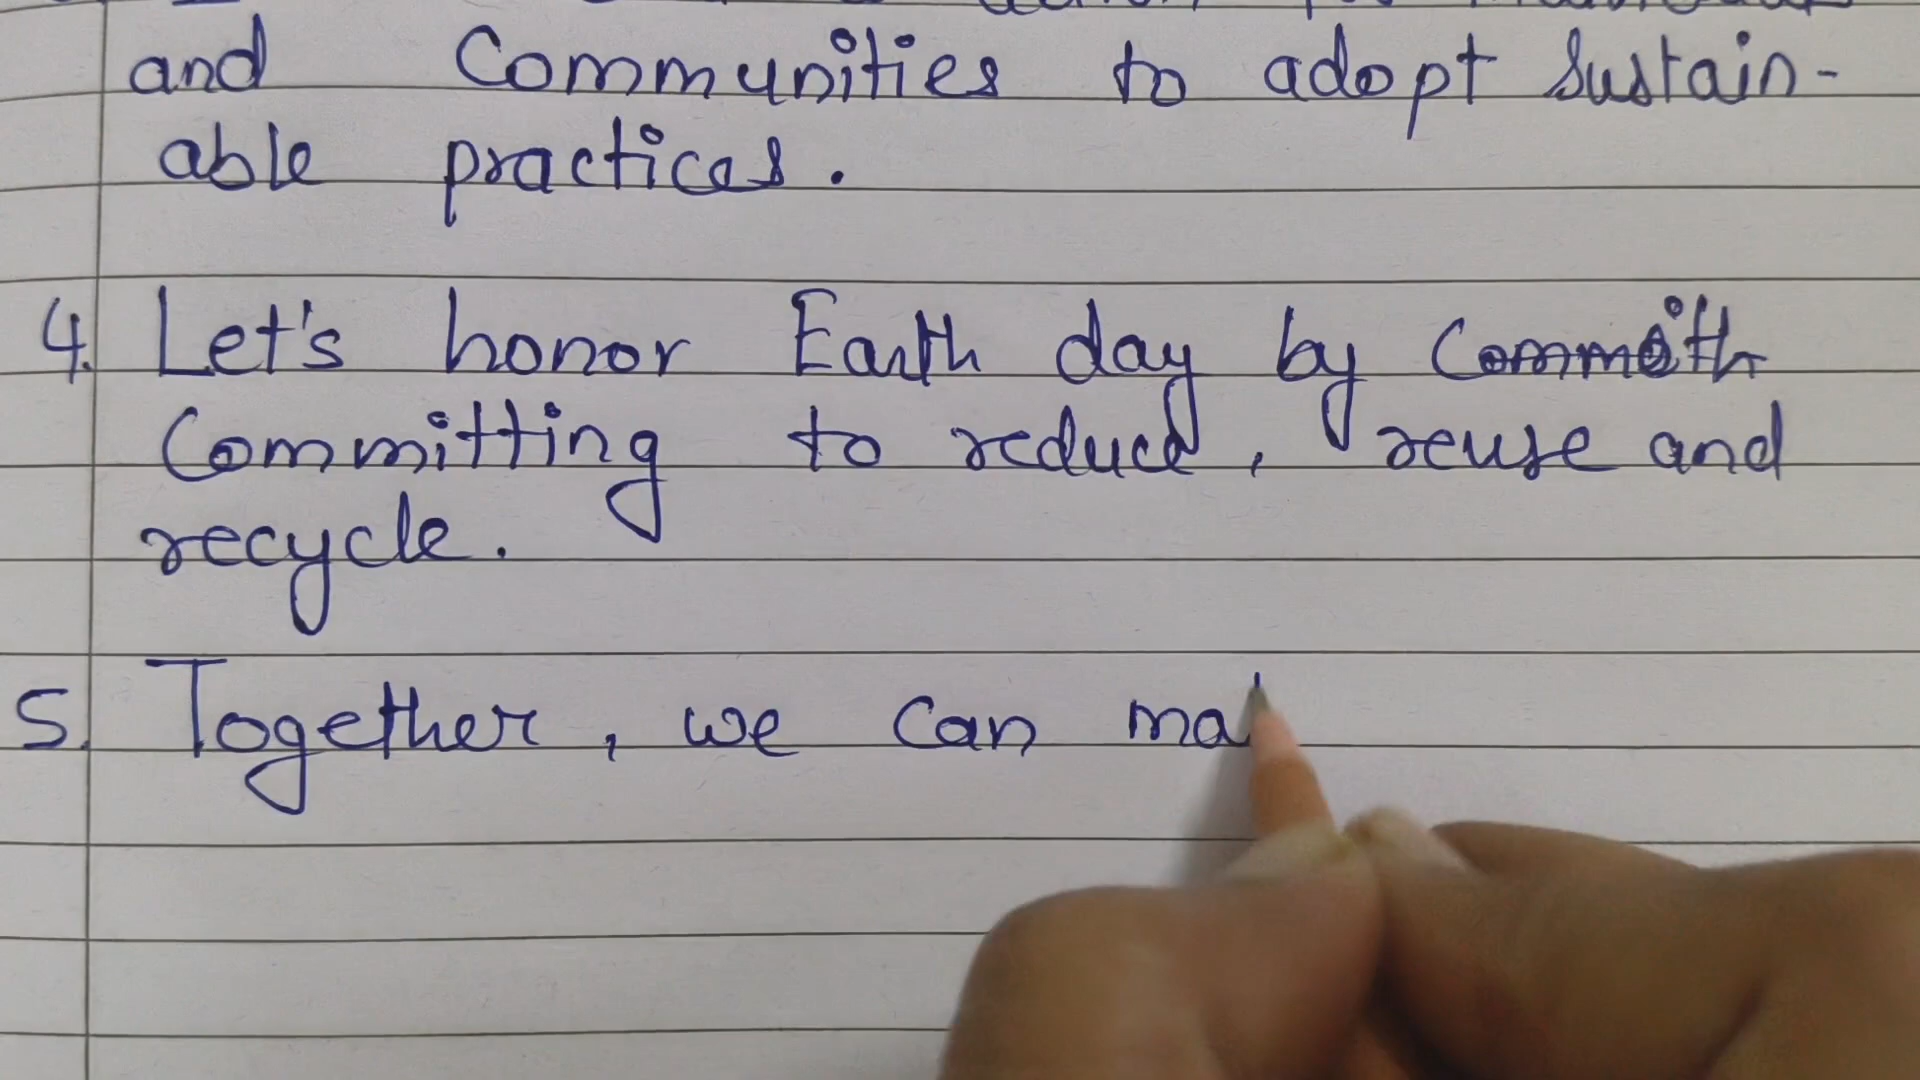 and Communities to adopt sustain-
able practices.
4. Let's honor Earth day by
Committing to reduce, reuse and
recycle.
5. Together, we can ma